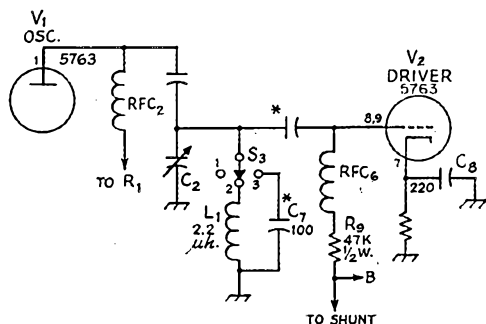 V1
OSC.
1
5763
RFC2
TO R1
C2
*
1
S3
2
3
L1
2.2
μh.
*
C7
100
V2
DRIVER
5763
8,9
7
RFC6
220
C8
R9
47K
½W.
B
TO SHUNT